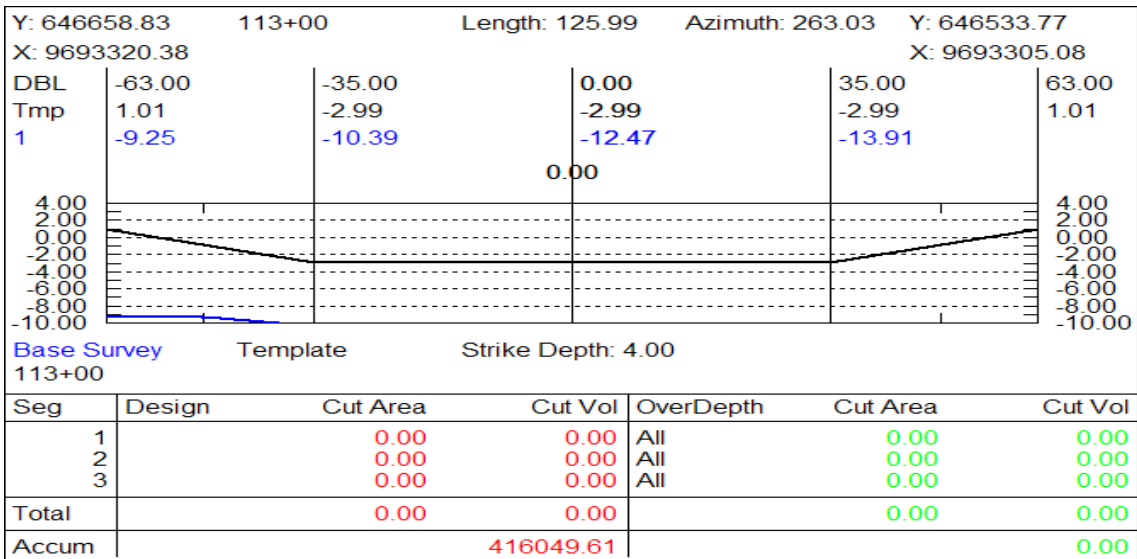 Y: 646658.83 113+00 Length: 125.99 Azimuth: 263.03 Y: 646533.77
X: 9693320.38 X: 9693305.08
DBL -63.00 -35.00 0.00 35.00 63.00
Tmp 1.01 -2.99 -2.99 -2.99 1.01
1 -9.25 -10.39 -12.47 -13.91
0.00
4.00 4.00
2.00 2.00
0.00 0.00
-2.00 -2.00
-4.00 -4.00
-6.00 -6.00
-8.00 -8.00
-10.00 -10.00
Base Survey Template Strike Depth: 4.00
113+00
Seg Design Cut Area Cut Vol OverDepth Cut Area Cut Vol
1 0.00 0.00 All 0.00 0.00
2 0.00 0.00 All 0.00 0.00
3 0.00 0.00 All 0.00 0.00
Total 0.00 0.00 0.00 0.00
Accum 416049.61 0.00